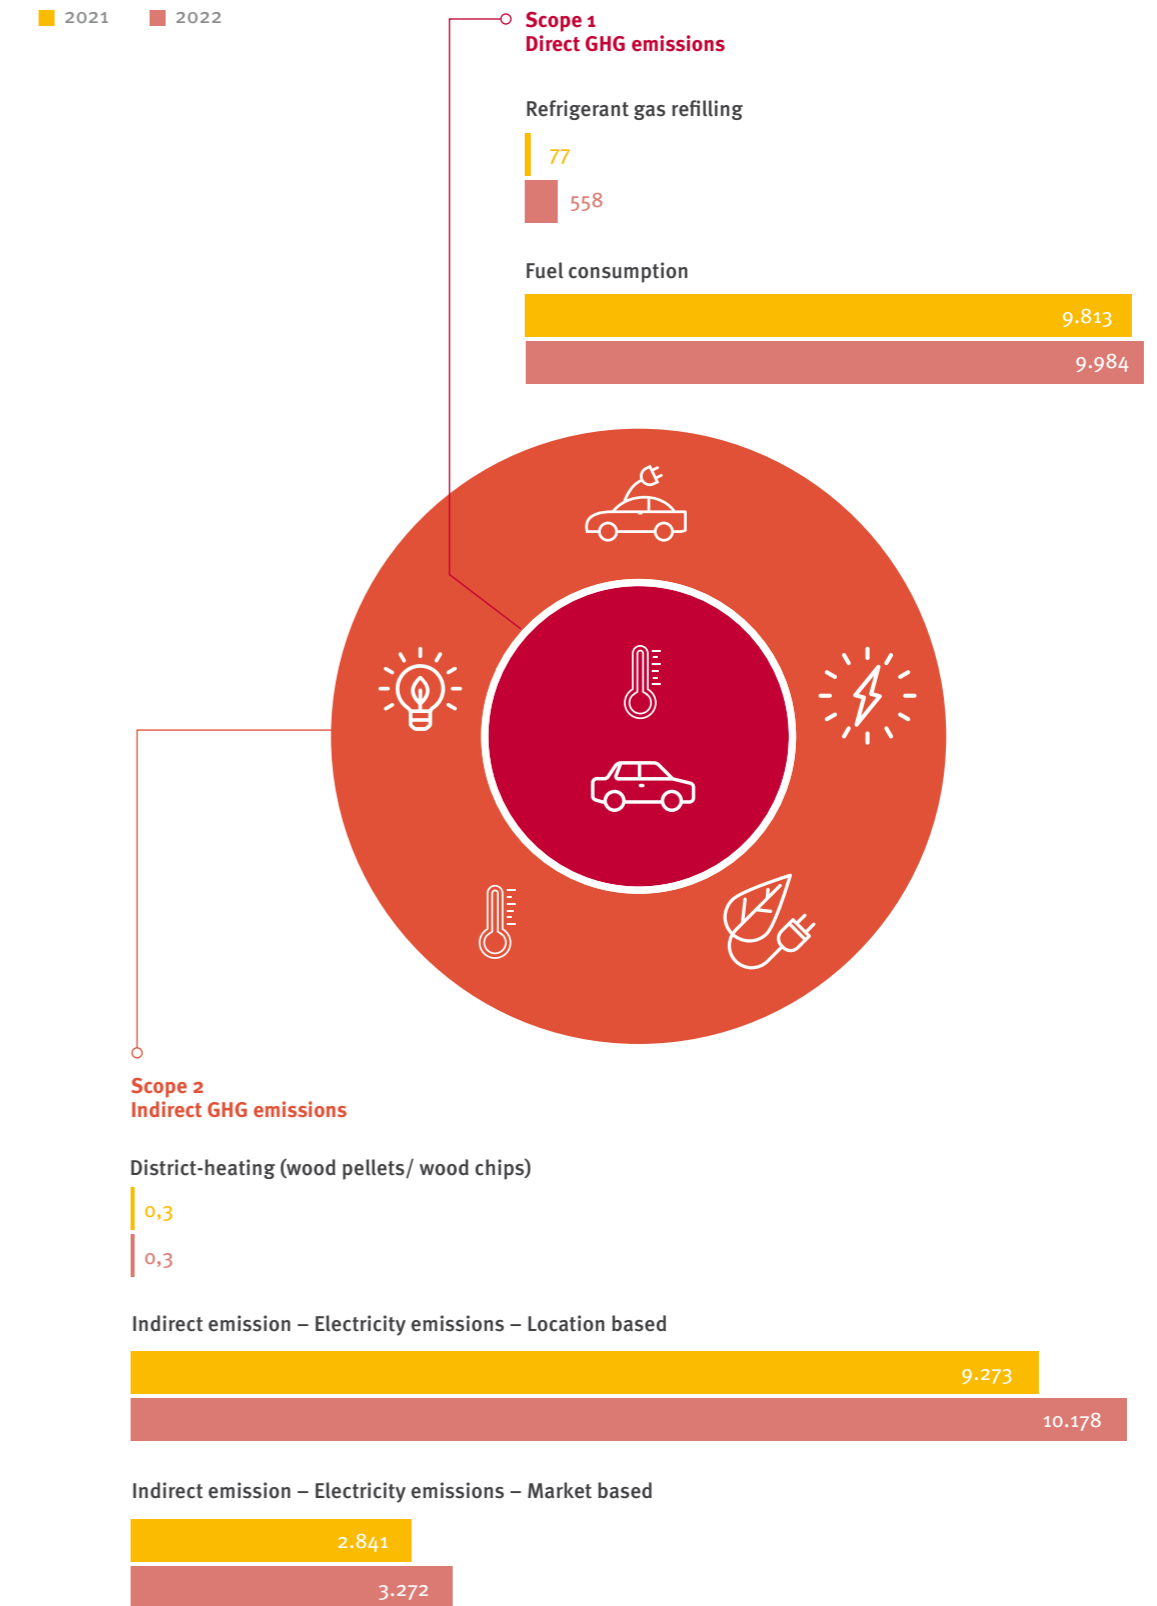 2021
2022
Scope 1
Direct GHG emissions
Refrigerant gas refilling
77
558
Fuel consumption
9.813
9.984
Scope 2
Indirect GHG emissions
District-heating (wood pellets/ wood chips)
0,3
0,3
Indirect emission – Electricity emissions – Location based
9.273
10.178
Indirect emission – Electricity emissions – Market based
2.841
3.272